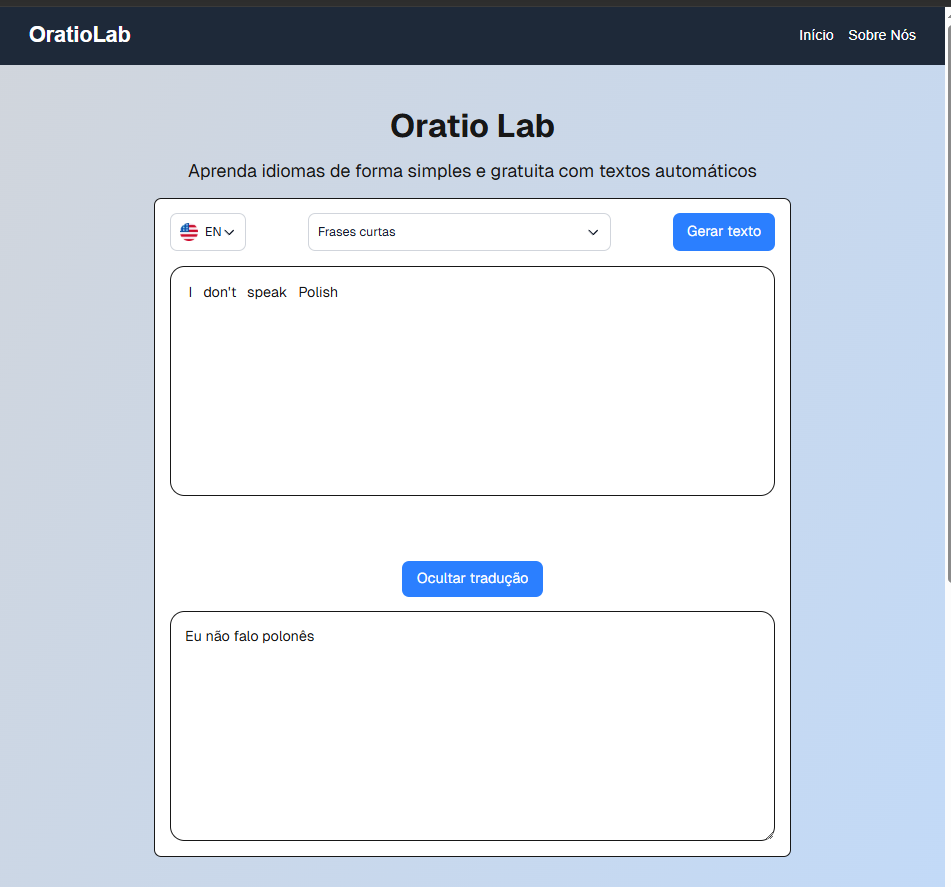 OratioLab
Início Sobre Nós
Oratio Lab
Aprenda idiomas de forma simples e gratuita com textos automáticos
EN Frases curtas Gerar texto
I don't speak Polish
Ocultar tradução
Eu não falo polonês